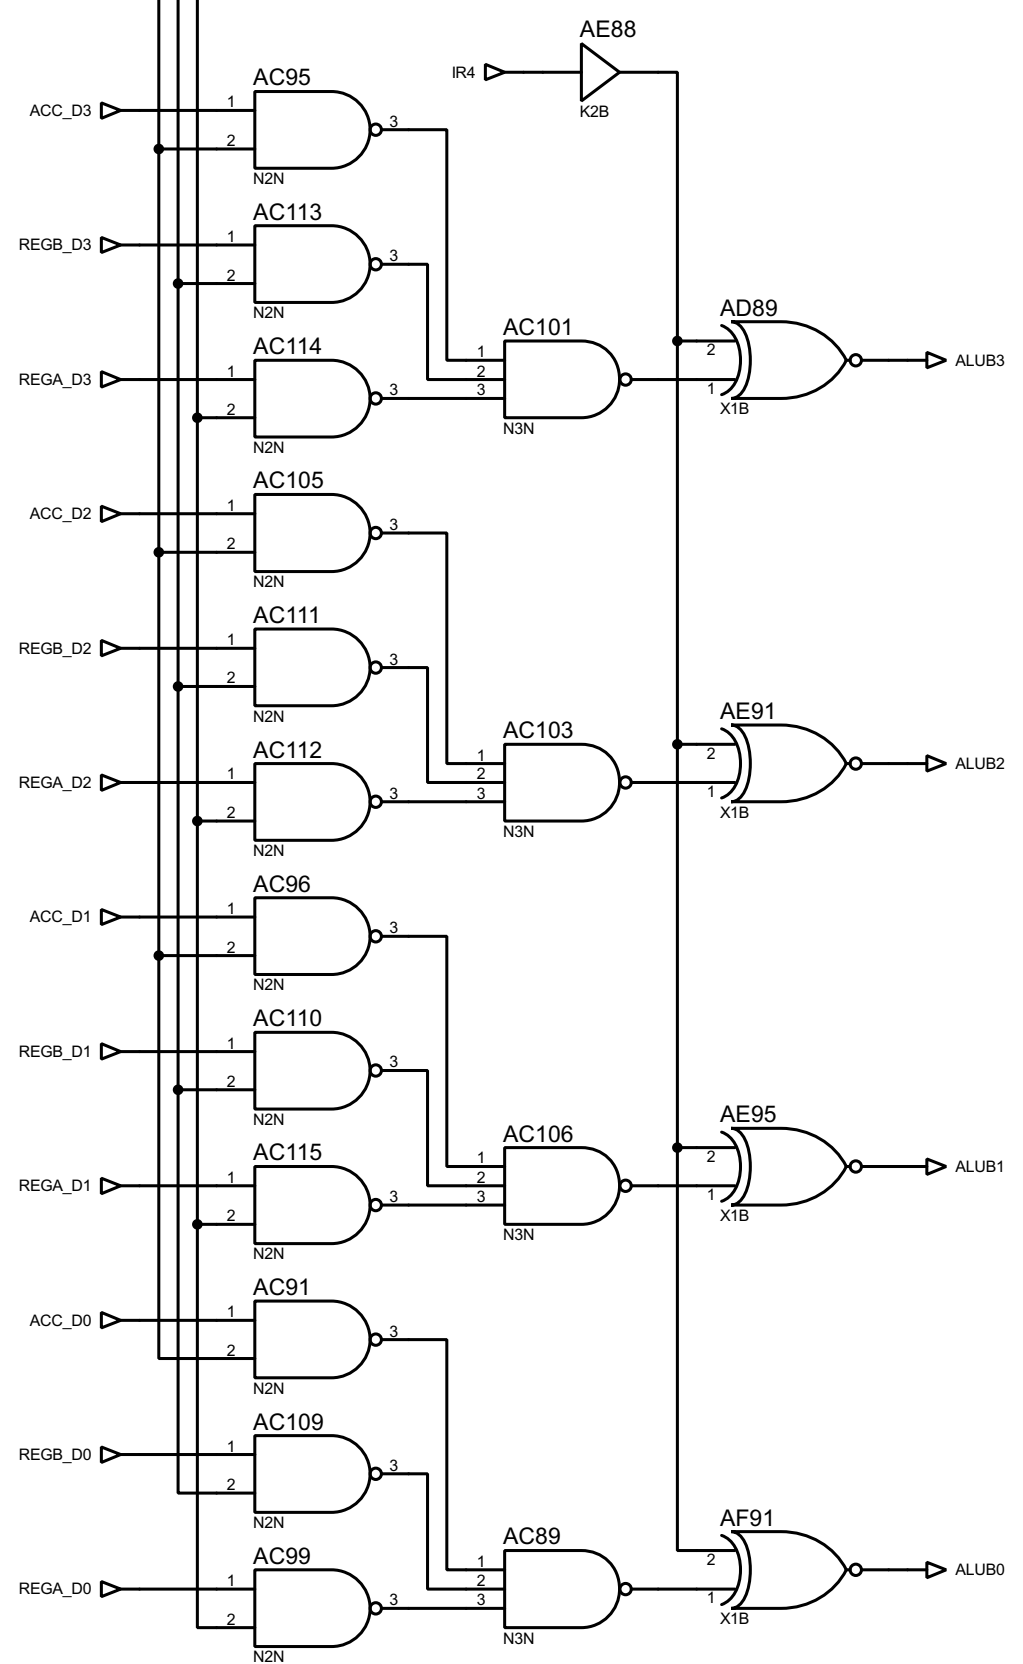 AE88
IR4
K2B
AC95
ACC_D3
1
2
3
N2N
AC113
REGB_D3
1
2
3
N2N
AC114
REGA_D3
1
2
3
N2N
AC101
1
2
3
N3N
AD89
2
1
X1B
ALUB3
AC105
ACC_D2
1
2
3
N2N
AC111
REGB_D2
1
2
3
N2N
AC112
REGA_D2
1
2
3
N2N
AC103
1
2
3
N3N
AE91
2
1
X1B
ALUB2
AC96
ACC_D1
1
2
3
N2N
AC110
REGB_D1
1
2
3
N2N
AC115
REGA_D1
1
2
3
N2N
AC106
1
2
3
N3N
AE95
2
1
X1B
ALUB1
AC91
ACC_D0
1
2
3
N2N
AC109
REGB_D0
1
2
3
N2N
AC99
REGA_D0
1
2
3
N2N
AC89
1
2
3
N3N
AF91
2
1
X1B
ALUB0